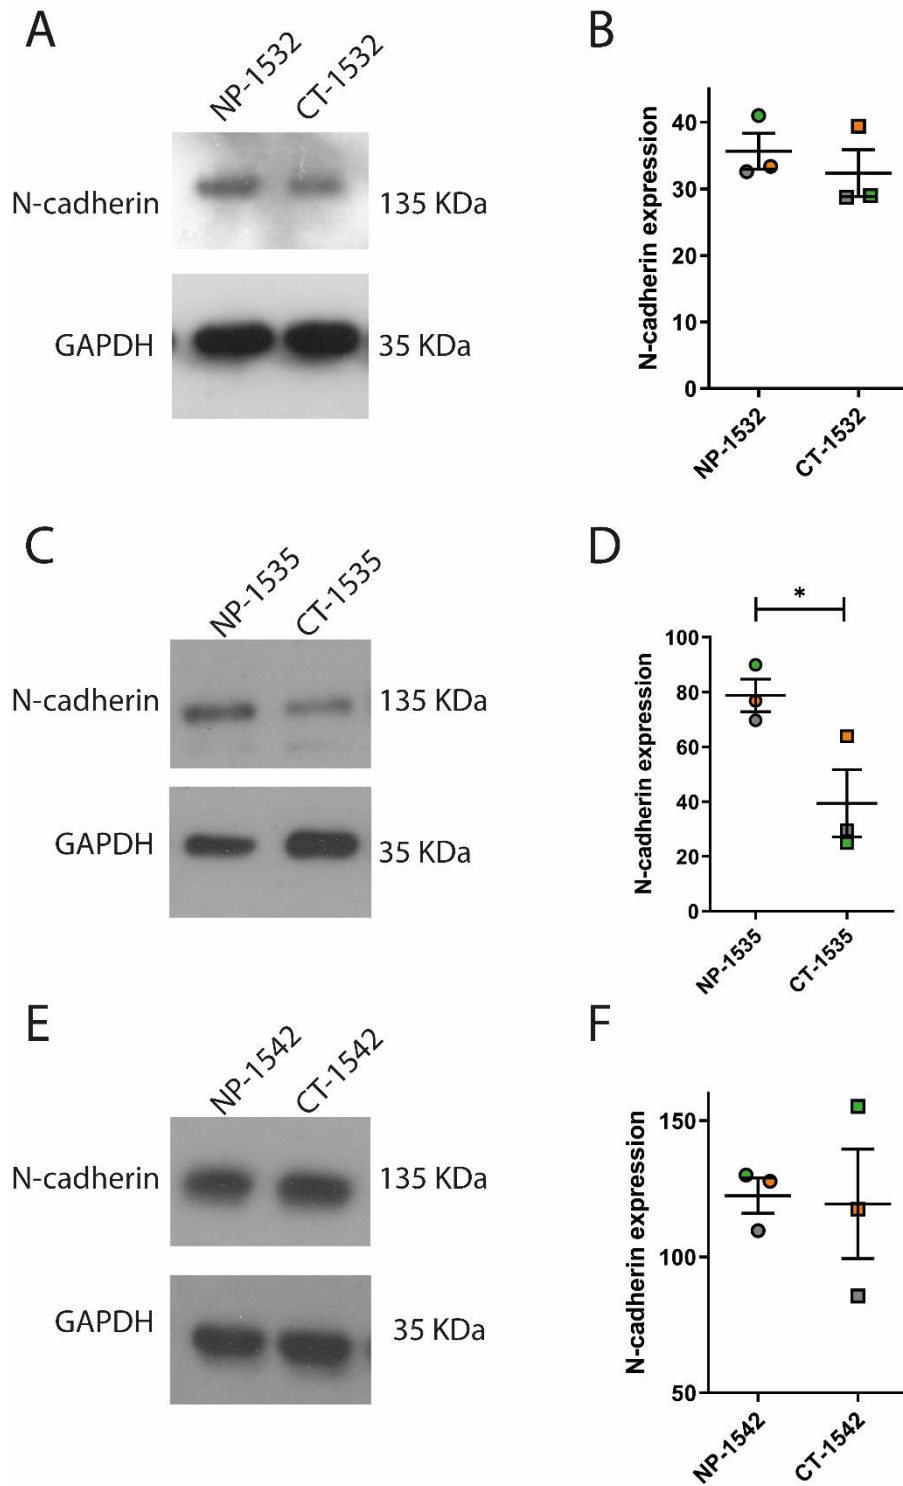 A
NP-1532
CT-1532
N-cadherin
135 KDa
GAPDH
35 KDa
B
N-cadherin expression
40
30
20
10
0
NP-1532
CT-1532
C
NP-1535
CT-1535
N-cadherin
135 KDa
GAPDH
35 KDa
D
*
N-cadherin expression
100
80
60
40
20
0
NP-1535
CT-1535
E
NP-1542
CT-1542
N-cadherin
135 KDa
GAPDH
35 KDa
F
N-cadherin expression
150
100
50
NP-1542
CT-1542